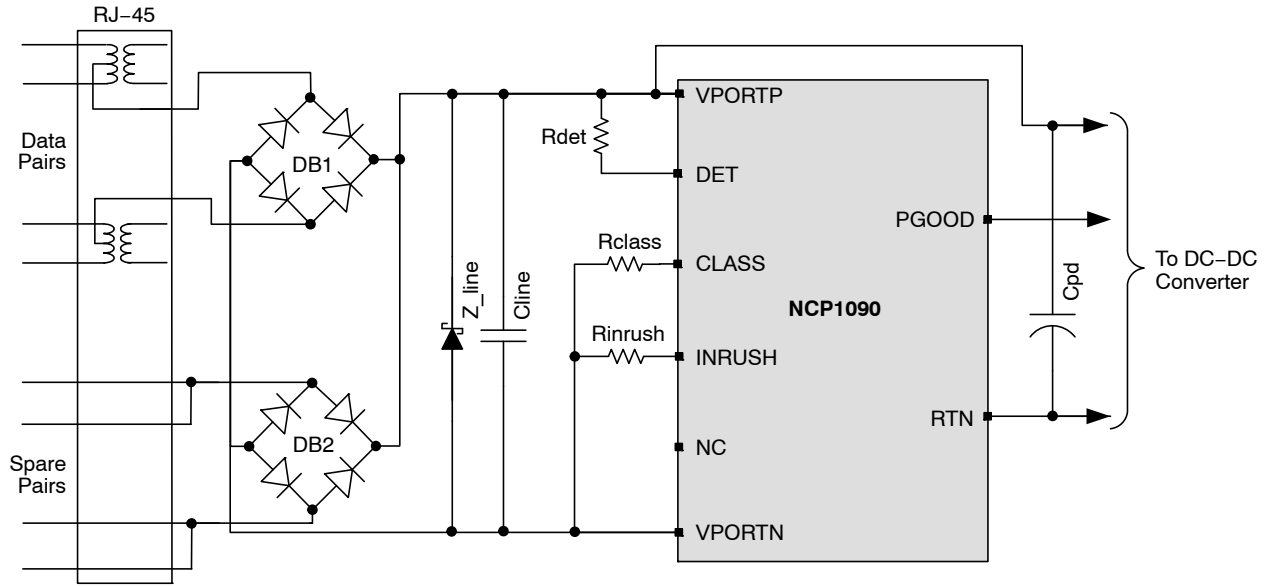 RJ−45
Data
Pairs
DB1
Rdet
VPORTP
DET
PGOOD
Rclass
CLASS
To DC−DC
Converter
Z_line
Cline
Cpd
NCP1090
Rinrush
INRUSH
RTN
DB2
NC
Spare
Pairs
VPORTN